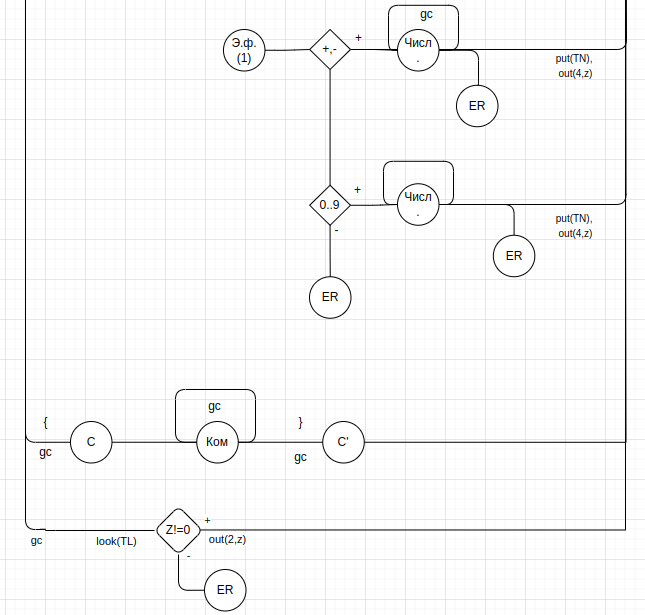 gc
Э.ф.
(1)
+,-
+
Числ
.
put(TN),
out(4,z)
ER
0..9
+
Числ
.
-
put(TN),
out(4,z)
ER
ER
gc
{
gc
C
Ком
}
gc
C'
gc
look(TL)
Z!=0
+
out(2,z)
-
ER